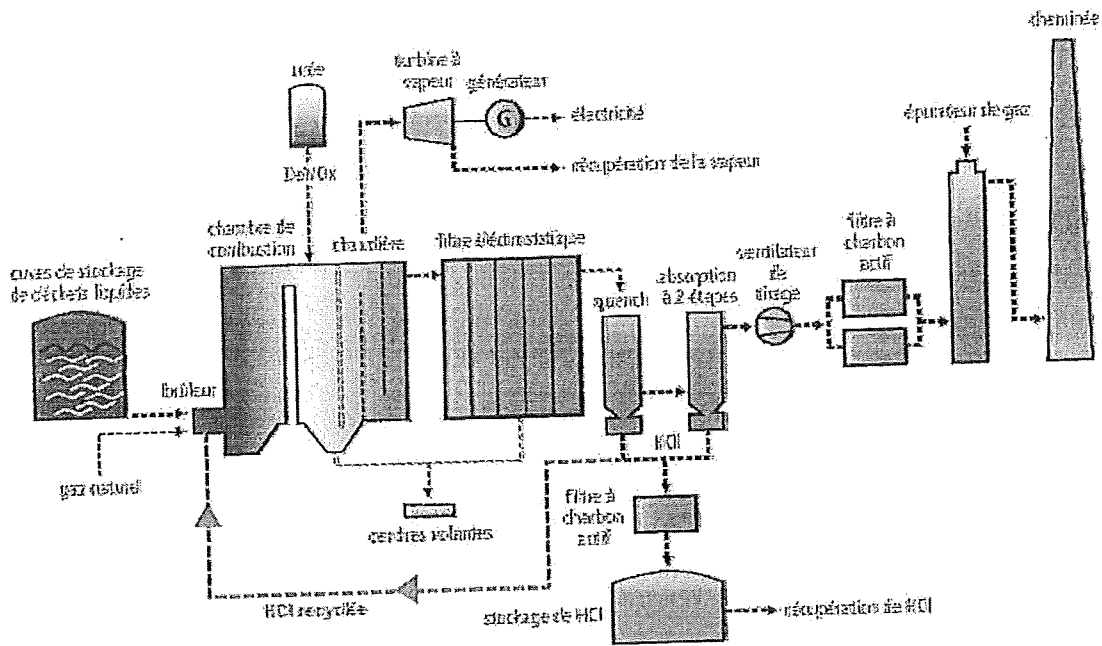 cheminée
urée
turbine à
vapeur
générateur
G
électricité
épurateur de gaz
récupération de la vapeur
DeNOx
chambre de
combustion
chaudière
filtre électrostatique
filtre à
charbon
actif
ventilateur
de
tirage
cuves de stockage
de déchets liquides
absorption
à 2 étapes
quench
brûleur
HCl
gaz naturel
filtre à
charbon
actif
cendres volantes
HCl recyclée
stockage de HCl
récupération de HCl